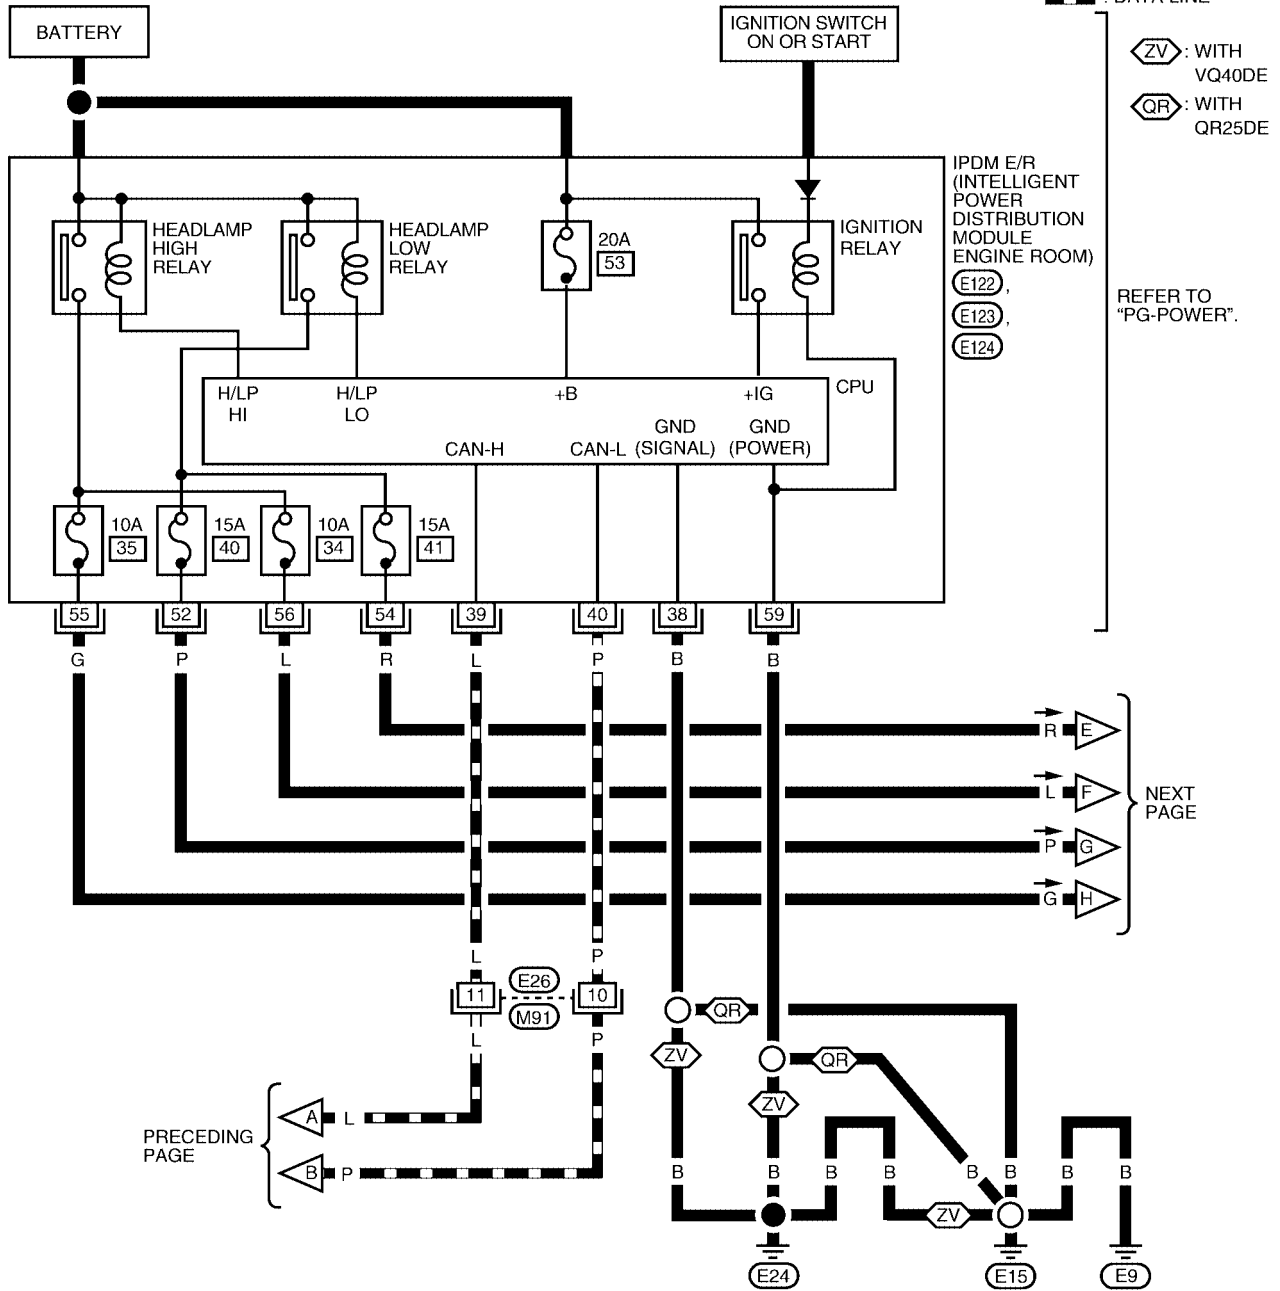 : DATA LINE
BATTERY
IGNITION SWITCH
ON OR START
ZV : WITH
VQ40DE
QR : WITH
QR25DE
IPDM E/R
(INTELLIGENT
POWER
DISTRIBUTION
MODULE
ENGINE ROOM)
E122 ,
E123 ,
E124
REFER TO
“PG-POWER”.
HEADLAMP
HIGH
RELAY
HEADLAMP
LOW
RELAY
20A
53
IGNITION
RELAY
H/LP
HI
H/LP
LO
+B
+IG
CPU
CAN-H
CAN-L
GND
(SIGNAL)
GND
(POWER)
10A
35
15A
40
10A
34
15A
41
55 52 56 54 39 40 38 59
G P L R L P B B
R E
L F
P G
G H
NEXT
PAGE
L P
11 E26 10
M91
L P
QR
ZV
QR
ZV
A L
B P
PRECEDING
PAGE
B B B B B B B B
ZV
E24 E15 E9